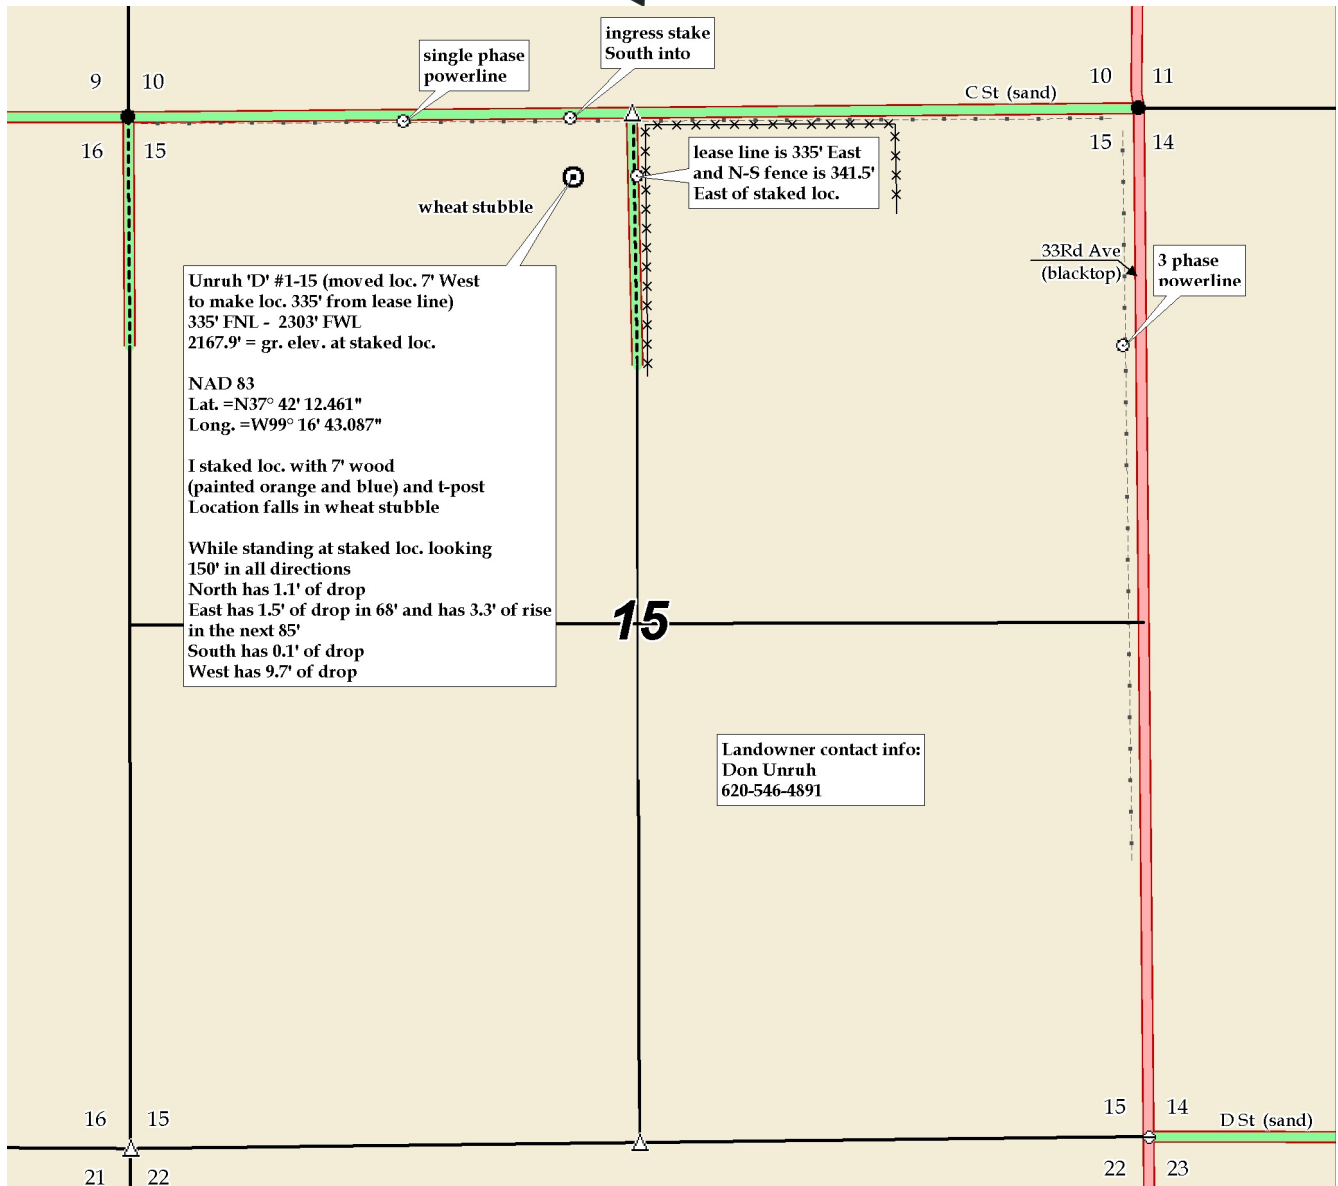 ingress stake
South into
single phase
powerline
9 10
10 11
C St (sand)
16 15
15 14
lease line is 335' East
and N-S fence is 341.5'
East of staked loc.
wheat stubble
33Rd Ave
(blacktop)
3 phase
powerline
Unruh 'D' #1-15 (moved loc. 7' West
to make loc. 335' from lease line)
335' FNL - 2303' FWL
2167.9' = gr. elev. at staked loc.
NAD 83
Lat. =N37° 42' 12.461"
Long. =W99° 16' 43.087"
I staked loc. with 7' wood
(painted orange and blue) and t-post
Location falls in wheat stubble
While standing at staked loc. looking
150' in all directions
North has 1.1' of drop
East has 1.5' of drop in 68' and has 3.3' of rise
in the next 85'
South has 0.1' of drop
West has 9.7' of drop
15
Landowner contact info:
Don Unruh
620-546-4891
16 15
15 14
D St (sand)
21 22
22 23